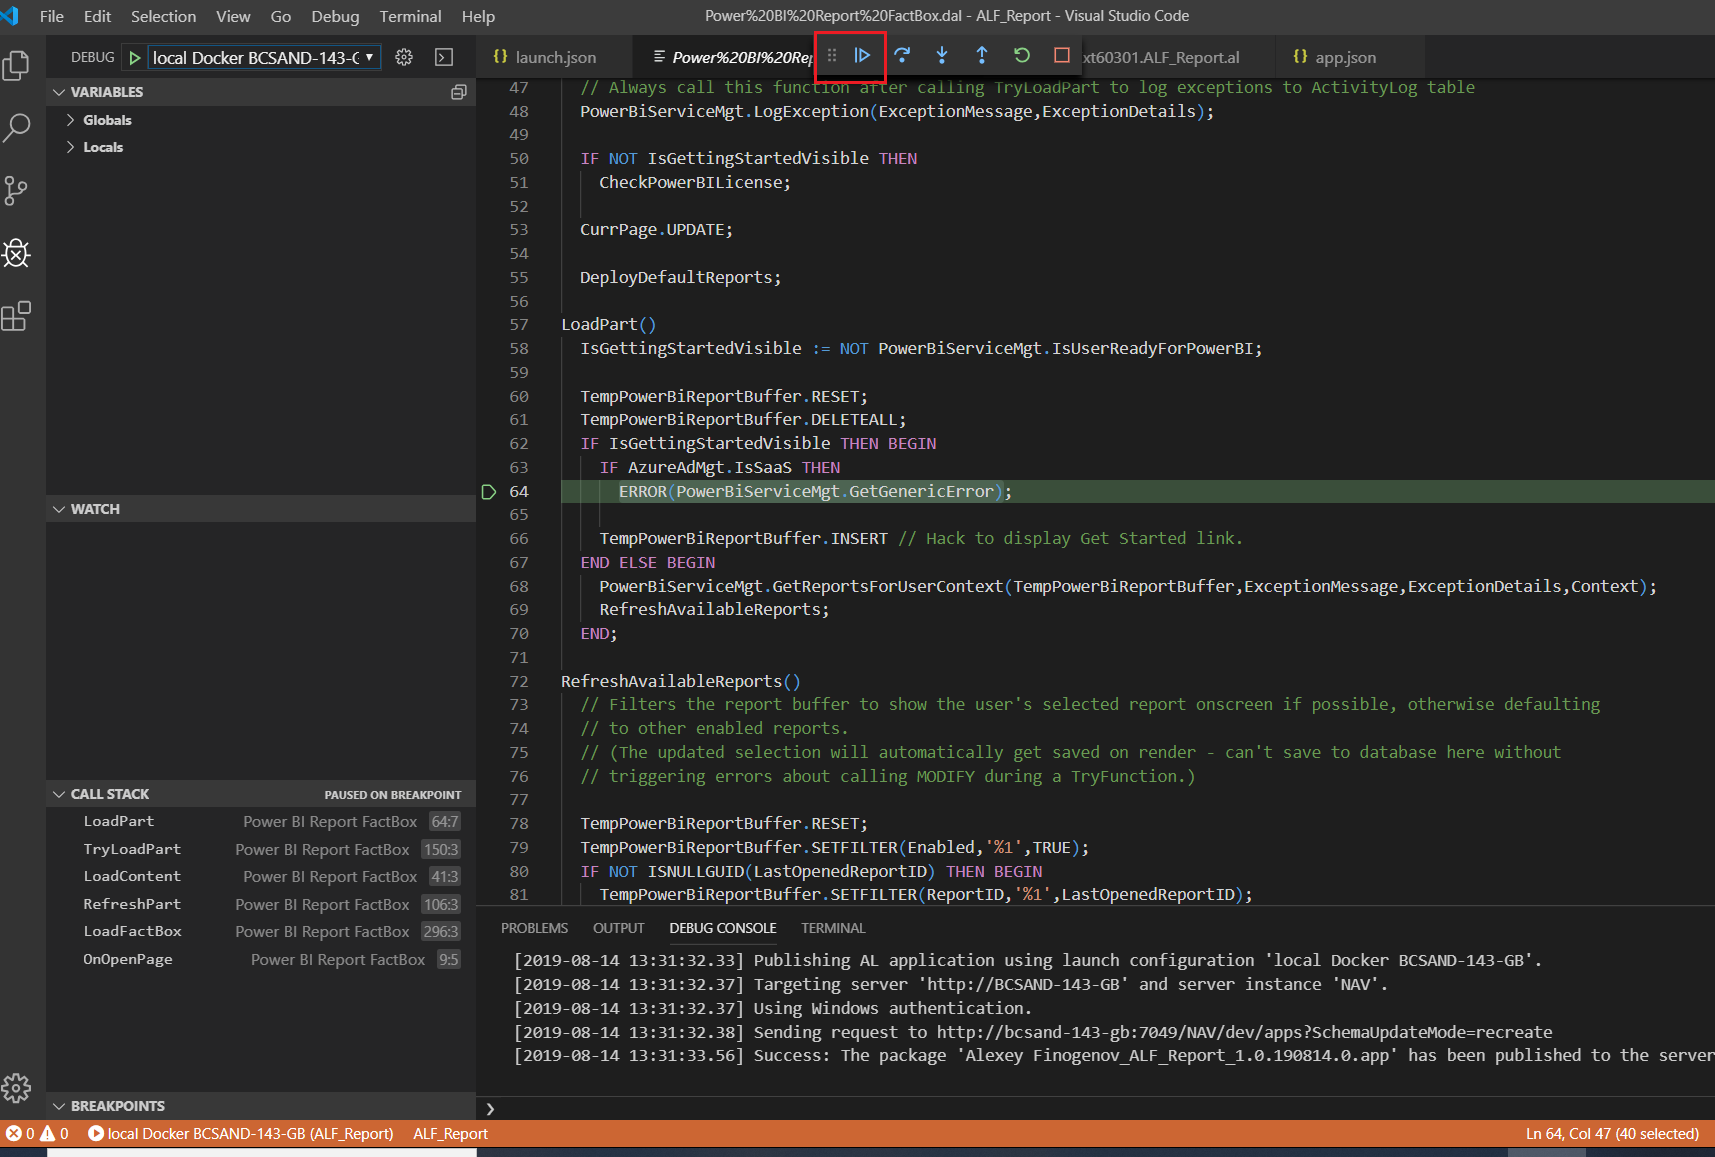 File Edit Selection View Go Debug Terminal Help
Power%20BI%20Report%20FactBox.dal - ALF_Report - Visual Studio Code
DEBUG local Docker BCSAND-143-G
{} launch.json
Power%20BI%20Rep
xt60301.ALF_Report.al
{} app.json
VARIABLES
Globals
Locals
WATCH
CALL STACK PAUSED ON BREAKPOINT
LoadPart Power BI Report FactBox 64:7
TryLoadPart Power BI Report FactBox 150:3
LoadContent Power BI Report FactBox 41:3
RefreshPart Power BI Report FactBox 106:3
LoadFactBox Power BI Report FactBox 296:3
OnOpenPage Power BI Report FactBox 9:5
BREAKPOINTS
47 // Always call this function after calling TryLoadPart to log exceptions to ActivityLog table
48 PowerBiServiceMgt.LogException(ExceptionMessage,ExceptionDetails);
49
50 IF NOT IsGettingStartedVisible THEN
51 CheckPowerBILicense;
52
53 CurrPage.UPDATE;
54
55 DeployDefaultReports;
56
57 LoadPart()
58 IsGettingStartedVisible := NOT PowerBiServiceMgt.IsUserReadyForPowerBI;
59
60 TempPowerBiReportBuffer.RESET;
61 TempPowerBiReportBuffer.DELETEALL;
62 IF IsGettingStartedVisible THEN BEGIN
63 IF AzureAdMgt.IsSaaS THEN
64 ERROR(PowerBiServiceMgt.GetGenericError);
65
66 TempPowerBiReportBuffer.INSERT // Hack to display Get Started link.
67 END ELSE BEGIN
68 PowerBiServiceMgt.GetReportsForUserContext(TempPowerBiReportBuffer,ExceptionMessage,ExceptionDetails,Context);
69 RefreshAvailableReports;
70 END;
71
72 RefreshAvailableReports()
73 // Filters the report buffer to show the user's selected report onscreen if possible, otherwise defaulting
74 // to other enabled reports.
75 // (The updated selection will automatically get saved on render - can't save to database here without
76 // triggering errors about calling MODIFY during a TryFunction.)
77
78 TempPowerBiReportBuffer.RESET;
79 TempPowerBiReportBuffer.SETFILTER(Enabled,'%1',TRUE);
80 IF NOT ISNULLGUID(LastOpenedReportID) THEN BEGIN
81 TempPowerBiReportBuffer.SETFILTER(ReportID,'%1',LastOpenedReportID);
PROBLEMS OUTPUT DEBUG CONSOLE TERMINAL
[2019-08-14 13:31:32.33] Publishing AL application using launch configuration 'local Docker BCSAND-143-GB'.
[2019-08-14 13:31:32.37] Targeting server 'http://BCSAND-143-GB' and server instance 'NAV'.
[2019-08-14 13:31:32.37] Using Windows authentication.
[2019-08-14 13:31:32.38] Sending request to http://bcsand-143-gb:7049/NAV/dev/apps?SchemaUpdateMode=recreate
[2019-08-14 13:31:33.56] Success: The package 'Alexey Finogenov_ALF_Report_1.0.190814.0.app' has been published to the server
0 0 local Docker BCSAND-143-GB (ALF_Report) ALF_Report Ln 64, Col 47 (40 selected)